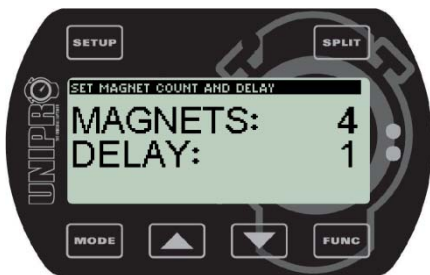 SETUP
SPLIT
SET MAGNET COUNT AND DELAY
MAGNETS: 4
DELAY: 1
UNIPRO
MODE
FUNC